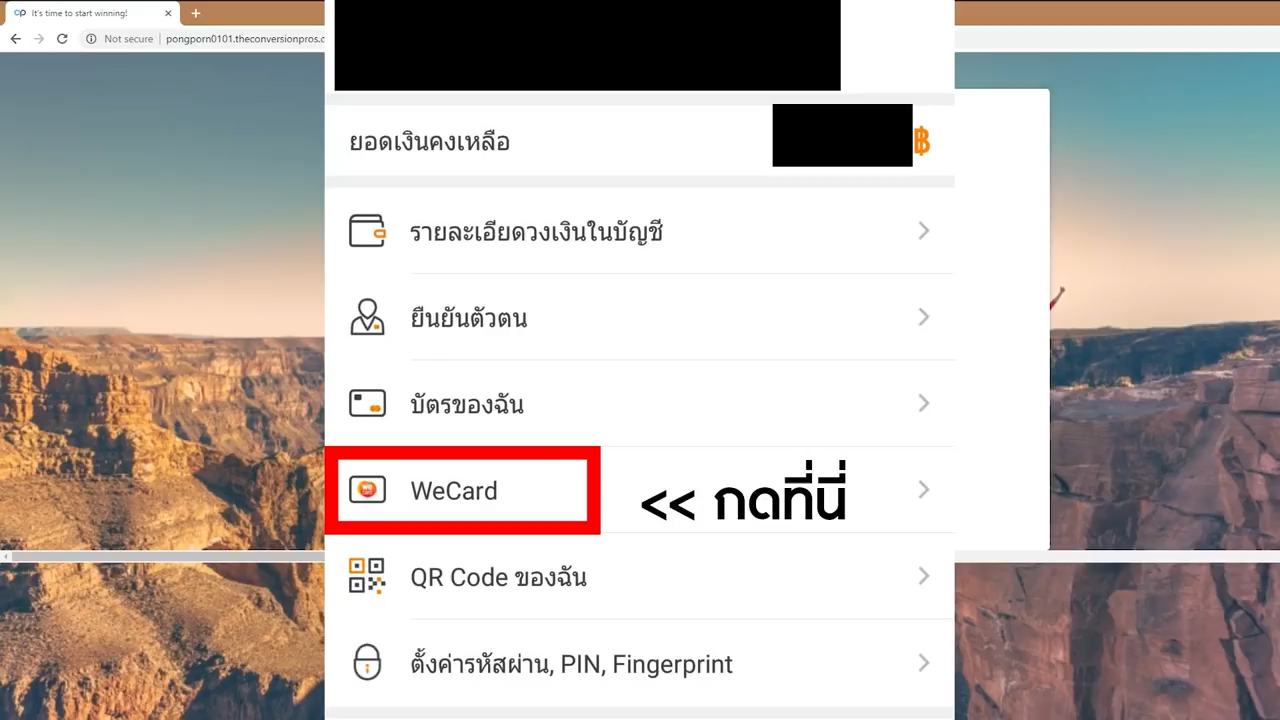 It's time to start winning!
Not secure
pongporn0101.theconversionpros.c
ยอดเงินคงเหลือ
฿
รายละเอียดวงเงินในบัญชี
ยืนยันตัวตน
บัตรของฉัน
WeCard
<< กดที่นี่
QR Code ของฉัน
ตั้งค่ารหัสผ่าน, PIN, Fingerprint